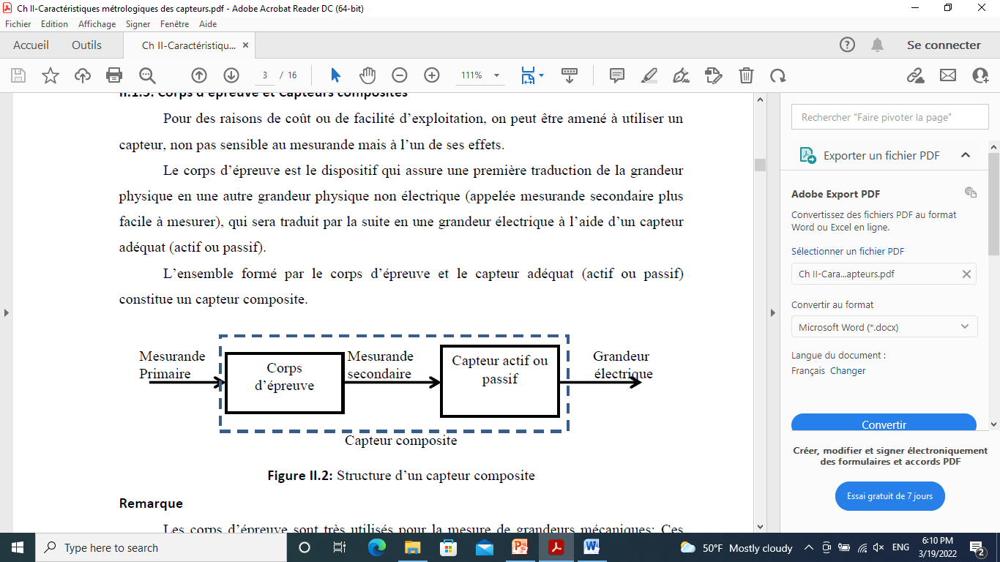 Ch II-Caractéristiques métrologiques des capteurs.pdf - Adobe Acrobat Reader DC (64-bit)
Fichier Edition Affichage Signer Fenêtre Aide
Accueil Outils Ch II-Caractéristiqu... × Se connecter
3 / 16 111%
II.1.3. Corps d'épreuve et Capteurs composites
Pour des raisons de coût ou de facilité d'exploitation, on peut être amené à utiliser un
capteur, non pas sensible au mesurande mais à l'un de ses effets.
Le corps d'épreuve est le dispositif qui assure une première traduction de la grandeur
physique en une autre grandeur physique non électrique (appelée mesurande secondaire plus
facile à mesurer), qui sera traduit par la suite en une grandeur électrique à l'aide d'un capteur
adéquat (actif ou passif).
L'ensemble formé par le corps d'épreuve et le capteur adéquat (actif ou passif)
constitue un capteur composite.
Mesurande
Primaire
Corps
d'épreuve
Mesurande
secondaire
Capteur actif ou
passif
Grandeur
électrique
Capteur composite
Figure II.2: Structure d'un capteur composite
Remarque
Les corps d'épreuve sont très utilisés pour la mesure de grandeurs mécaniques: Ces
Rechercher "Faire pivoter la page"
Exporter un fichier PDF
Adobe Export PDF
Convertissez des fichiers PDF au format
Word ou Excel en ligne.
Sélectionner un fichier PDF
Ch II-Cara...apteurs.pdf
Convertir au format
Microsoft Word (*.docx)
Langue du document :
Français Changer
Convertir
Créer, modifier et signer électroniquement
des formulaires et accords PDF
Essai gratuit de 7 jours
Type here to search
50°F Mostly cloudy
ENG
6:10 PM
3/19/2022
2